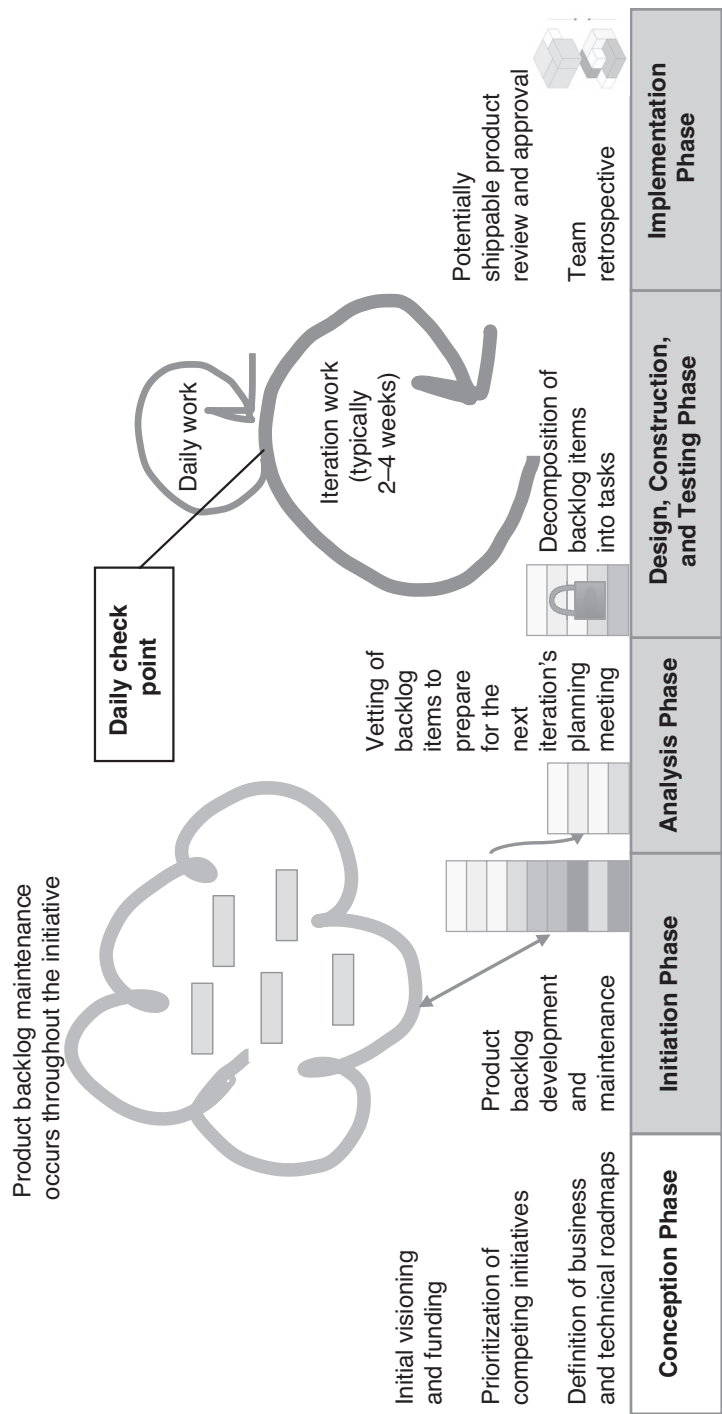 Product backlog maintenance
occurs throughout the initiative
Initial visioning
and funding
Prioritization of
competing initiatives
Definition of business
and technical roadmaps
Product
backlog
development
and
maintenance
Vetting of
backlog
items to
prepare
for the
next
iteration's
planning
meeting
Daily check
point
Daily work
Iteration work
(typically
2–4 weeks)
Decomposition of
backlog items
into tasks
Potentially
shippable product
review and approval
Team
retrospective
Conception Phase
Initiation Phase
Analysis Phase
Design, Construction,
and Testing Phase
Implementation
Phase